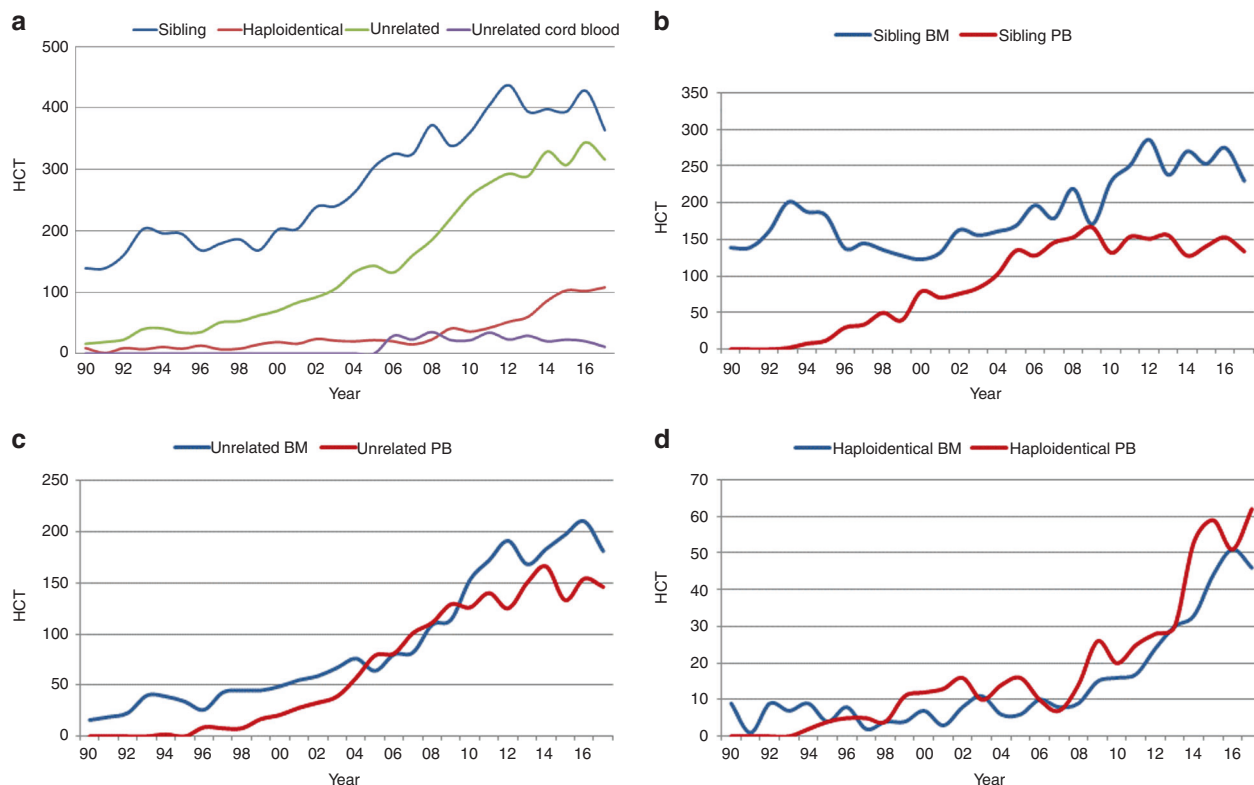 a
Sibling Haploidentical Unrelated Unrelated cord blood
500
400
300
200
100
0
HCT
90 92 94 96 98 00 02 04 06 08 10 12 14 16
Year
b
Sibling BM Sibling PB
350
300
250
200
150
100
50
0
HCT
90 92 94 96 98 00 02 04 06 08 10 12 14 16
Year
c
Unrelated BM Unrelated PB
250
200
150
100
50
0
HCT
90 92 94 96 98 00 02 04 06 08 10 12 14 16
Year
d
Haploidentical BM Haploidentical PB
70
60
50
40
30
20
10
0
HCT
90 92 94 96 98 00 02 04 06 08 10 12 14 16
Year